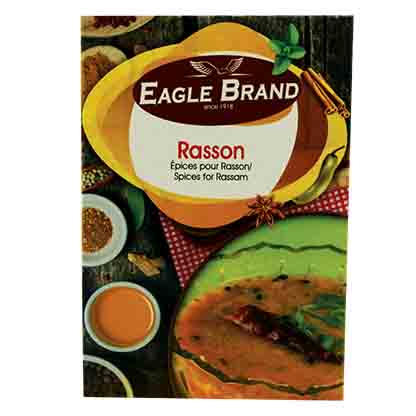 EAGLE BRAND
SINCE 1918
Rasson
Épices pour Rasson/
Spices for Rassam